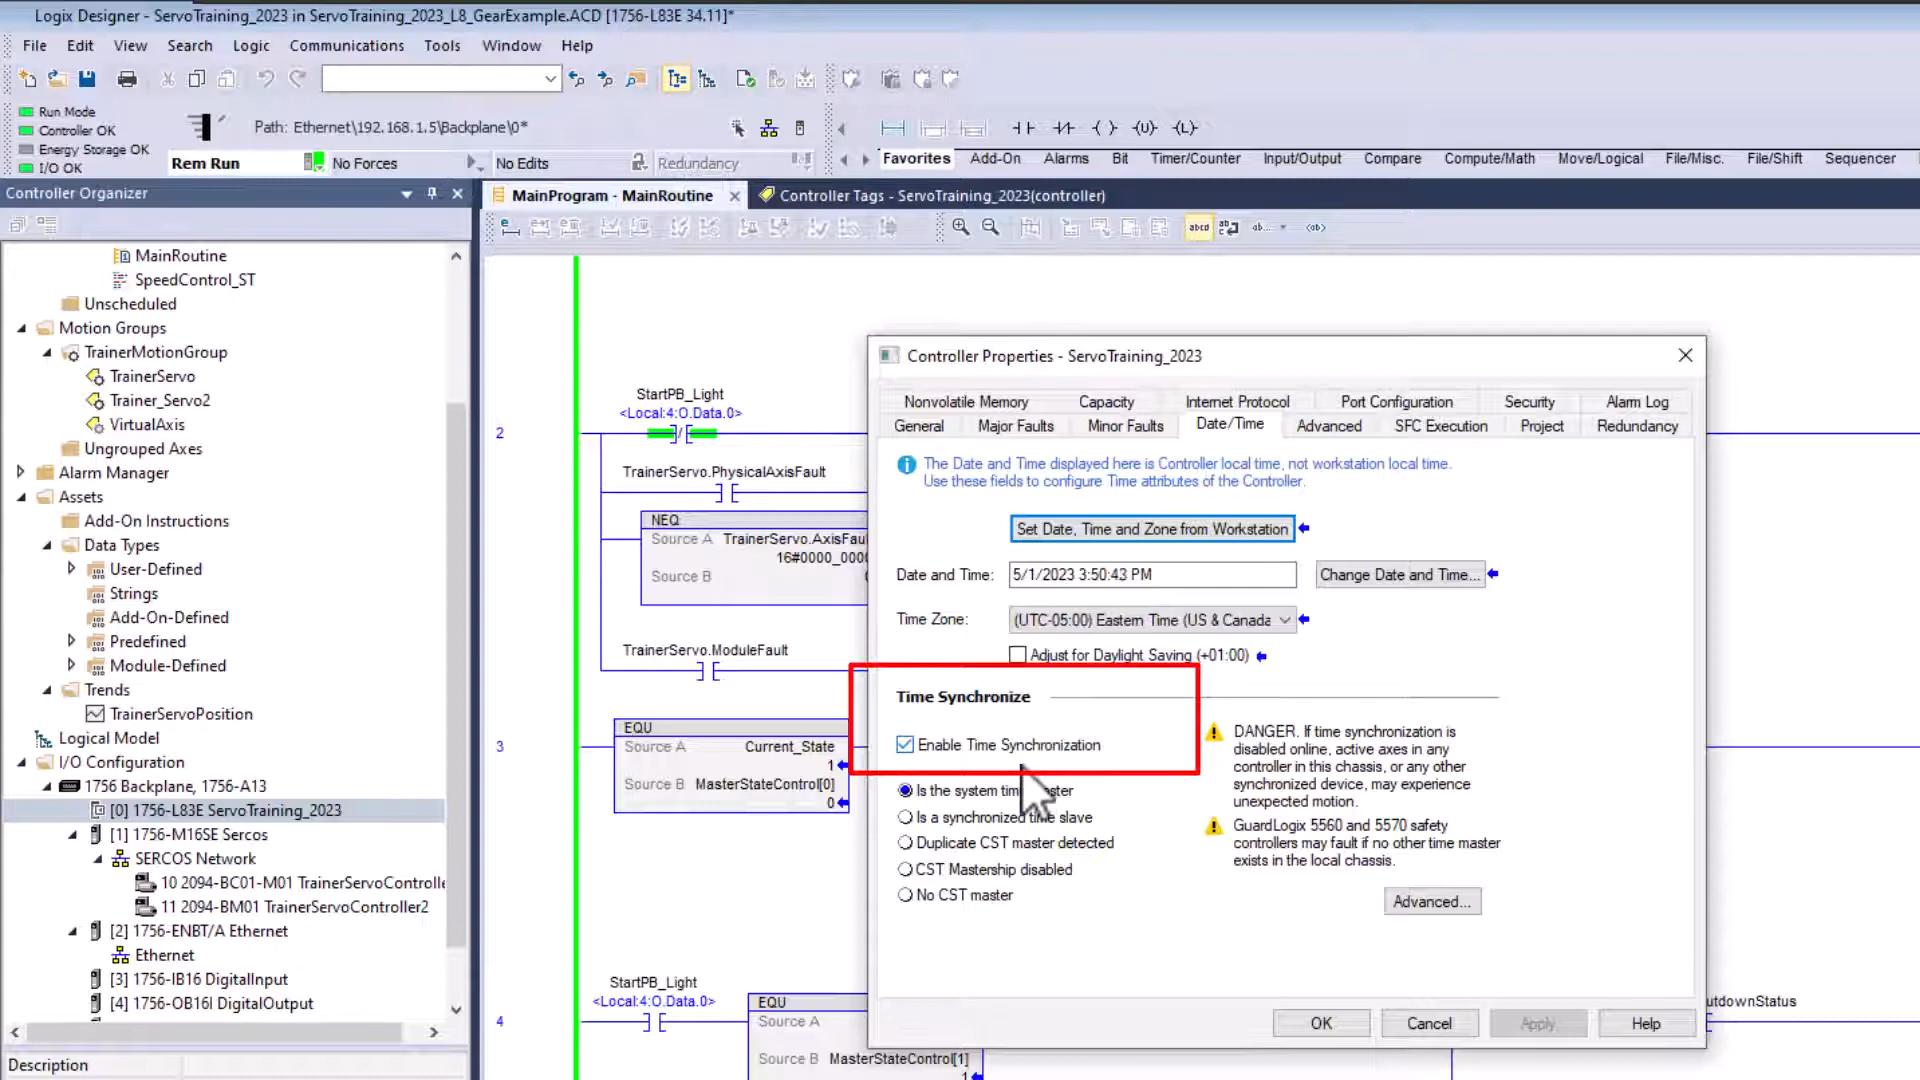 Logix Designer - ServoTraining_2023 in ServoTraining_2023_L8_GearExample.ACD [1756-L83E 34.11]*
File Edit View Search Logic Communications Tools Window Help
Run Mode
Controller OK
Energy Storage OK
I/O OK
Path: Ethernet\192.168.1.5\Backplane\0*
Rem Run No Forces No Edits Redundancy
Favorites Add-On Alarms Bit Timer/Counter Input/Output Compare Compute/Math Move/Logical File/Misc. File/Shift Sequencer
Controller Organizer
MainProgram - MainRoutine
Controller Tags - ServoTraining_2023(controller)
MainRoutine
SpeedControl_ST
Unscheduled
Motion Groups
TrainerMotionGroup
TrainerServo
Trainer_Servo2
VirtualAxis
Ungrouped Axes
Alarm Manager
Assets
Add-On Instructions
Data Types
User-Defined
Strings
Add-On-Defined
Predefined
Module-Defined
Trends
TrainerServoPosition
Logical Model
I/O Configuration
1756 Backplane, 1756-A13
[0] 1756-L83E ServoTraining_2023
[1] 1756-M16SE Sercos
SERCOS Network
10 2094-BC01-M01 TrainerServoControlle
11 2094-BM01 TrainerServoController2
[2] 1756-ENBT/A Ethernet
Ethernet
[3] 1756-IB16 DigitalInput
[4] 1756-OB16I DigitalOutput
Description
2
StartPB_Light
<Local:4:O.Data.0>
TrainerServo.PhysicalAxisFault
NEQ
Source A TrainerServo.AxisFau
16#0000_000
Source B
TrainerServo.ModuleFault
3
EQU
Source A Current_State
1
Source B MasterStateControl[0]
0
4
StartPB_Light
<Local:4:O.Data.0>
EQU
Source A
Source B MasterStateControl[1]
1
utdownStatus
Controller Properties - ServoTraining_2023
Nonvolatile Memory Capacity Internet Protocol Port Configuration Security Alarm Log
General Major Faults Minor Faults Date/Time Advanced SFC Execution Project Redundancy
The Date and Time displayed here is Controller local time, not workstation local time.
Use these fields to configure Time attributes of the Controller.
Set Date, Time and Zone from Workstation
Date and Time: 5/1/2023 3:50:43 PM Change Date and Time...
Time Zone: (UTC-05:00) Eastern Time (US & Canada
Adjust for Daylight Saving (+01:00)
Time Synchronize
Enable Time Synchronization
Is the system
Is a synchronized time slave
Duplicate CST master detected
CST Mastership disabled
No CST master
DANGER. If time synchronization is
disabled online, active axes in any
controller in this chassis, or any other
synchronized device, may experience
unexpected motion.
GuardLogix 5560 and 5570 safety
controllers may fault if no other time master
exists in the local chassis.
Advanced...
OK Cancel Apply Help